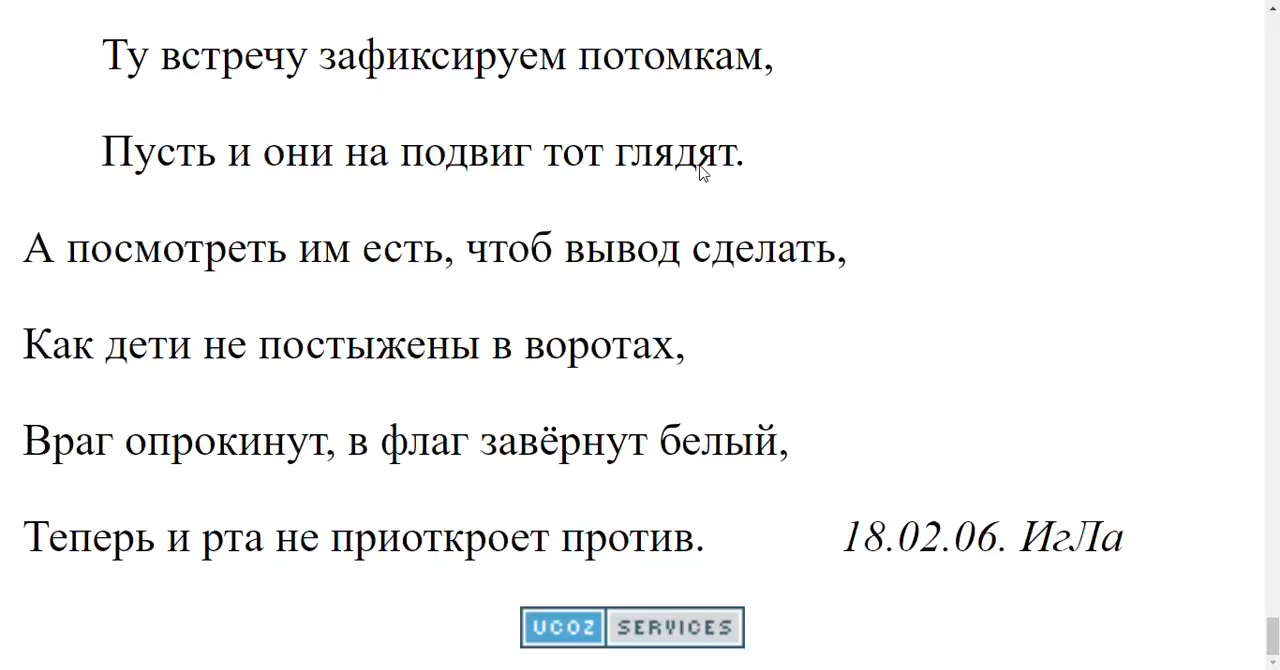 Ту встречу зафиксируем потомкам,
Пусть и они на подвиг тот глядят.
А посмотреть им есть, чтоб вывод сделать,
Как дети не постыжены в воротах,
Враг опрокинут, в флаг завёрнут белый,
Теперь и рта не приоткроет против. 18.02.06. ИгЛа
UCOZ SERVICES